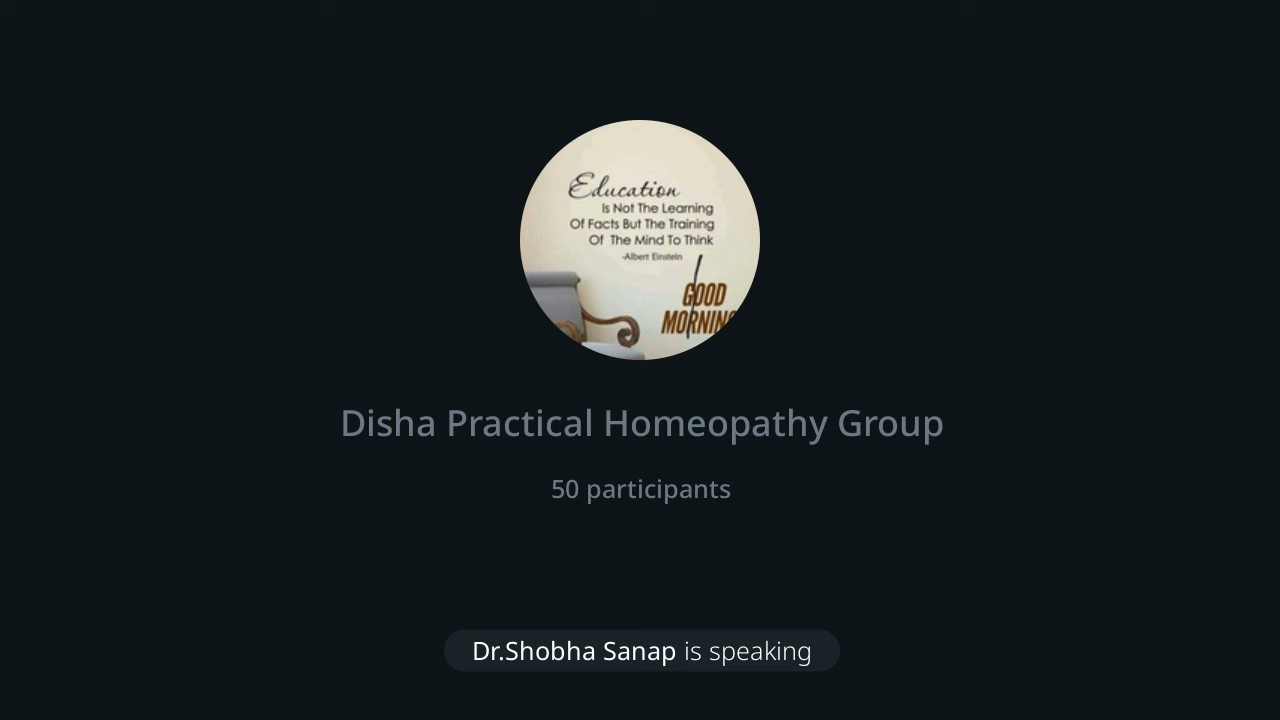 Education
Is Not The Learning
Of Facts But The Training
Of The Mind To Think
-Albert Einstein
GOOD
MORNING
Disha Practical Homeopathy Group
50 participants
Dr.Shobha Sanap is speaking